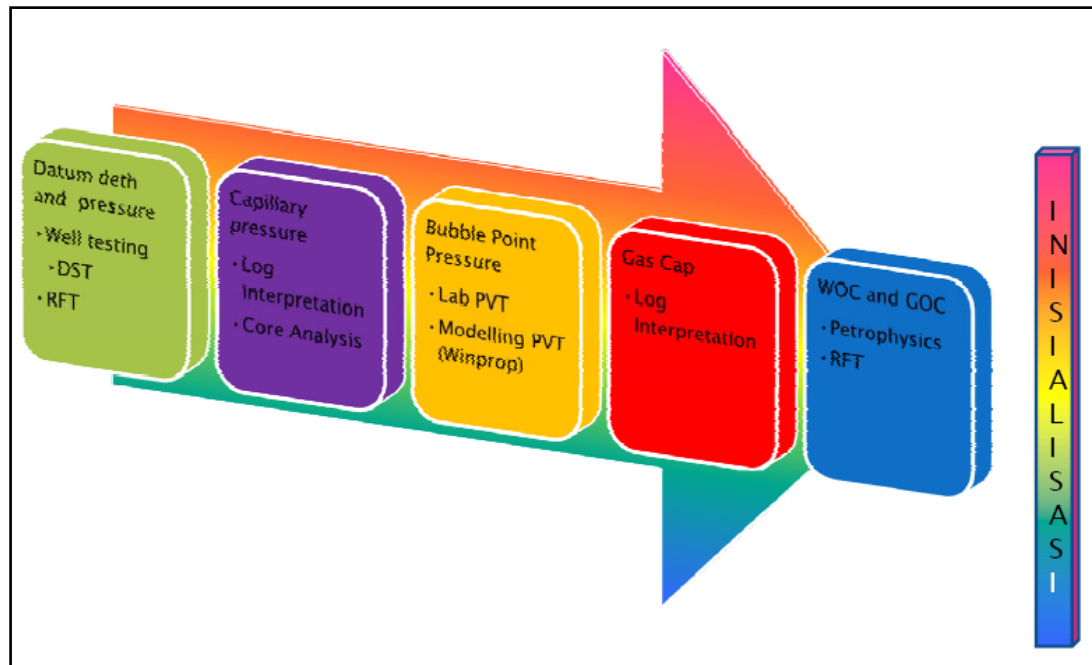 Datum deth
and pressure
·Well testing
·DST
·RFT
Capillary
pressure
·Log
Interpretation
·Core Analysis
Bubble Point
Pressure
·Lab PVT
·Modelling PVT
(Winprop)
Gas Cap
·Log
Interpretation
WOC and GOC
·Petrophysics
·RFT
INISIALISASI